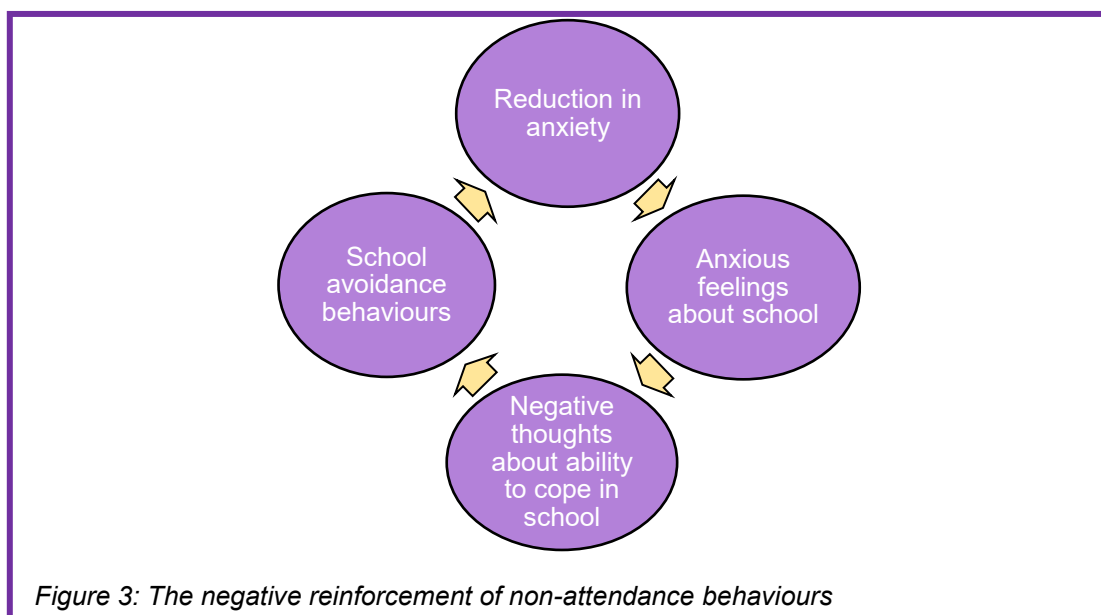 Reduction in
anxiety
School
avoidance
behaviours
Anxious
feelings
about school
Negative
thoughts
about ability
to cope in
school
Figure 3: The negative reinforcement of non-attendance behaviours